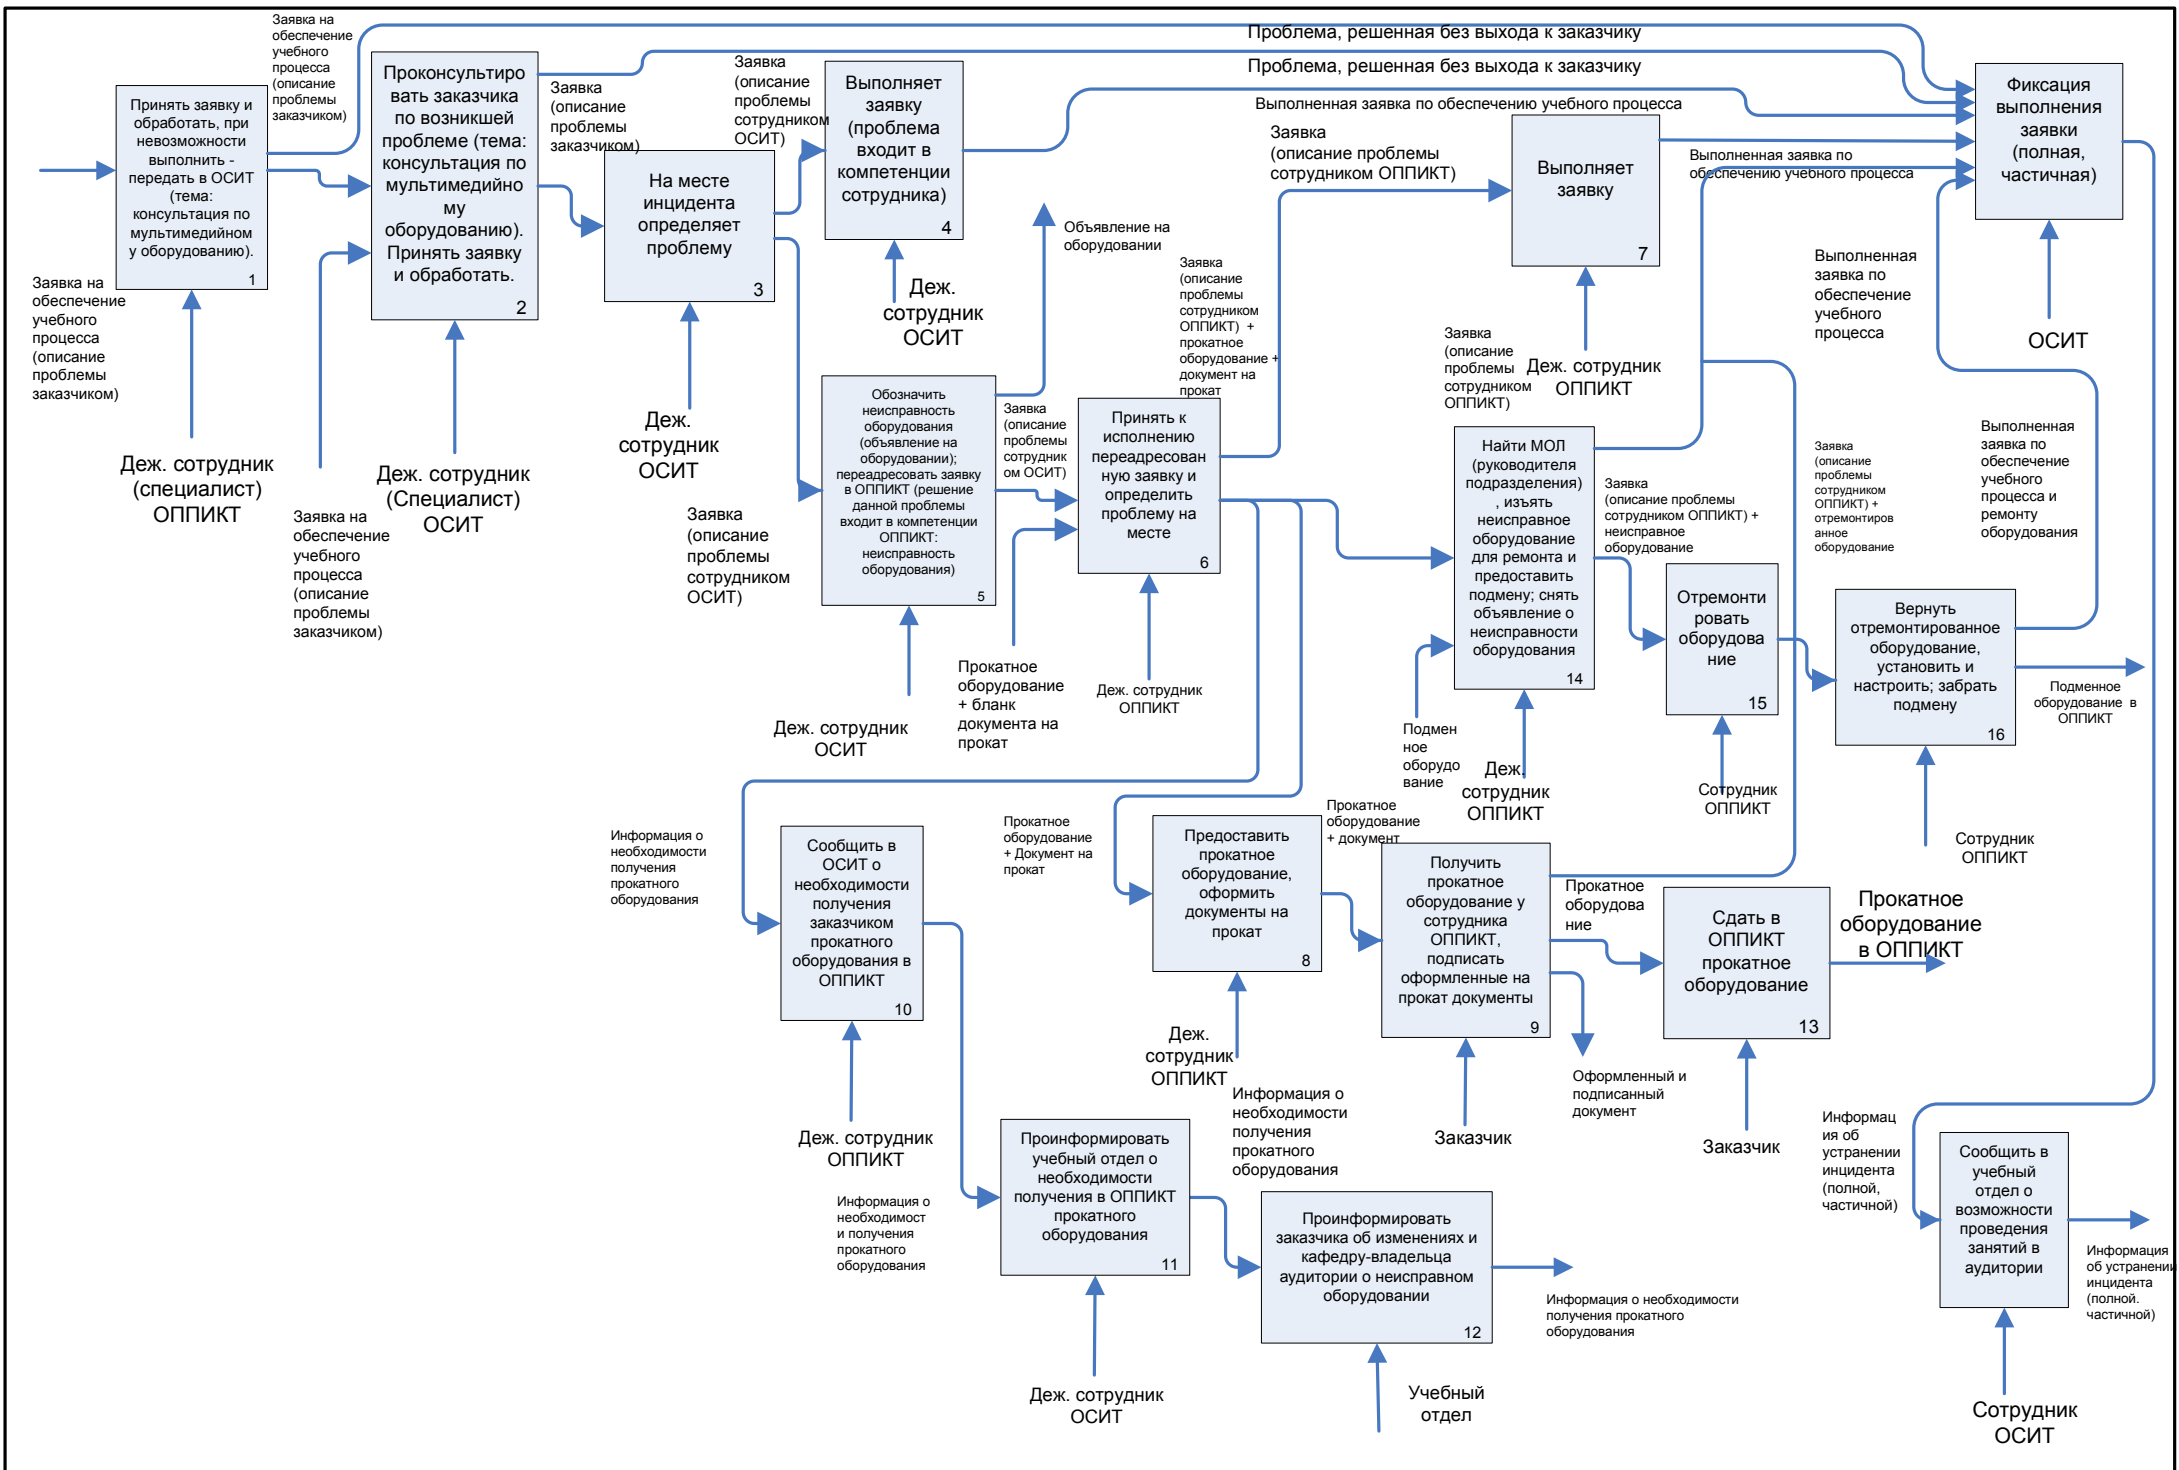 Заявка на
обеспечение
учебного
процесса
(описание
проблемы
заказчиком)
Принять заявку и
обработать, при
невозможности
выполнить -
передать в ОСИТ
(тема:
консультация по
мультимедийном
у оборудованию).
1
Заявка на
обеспечение
учебного
процесса
(описание
проблемы
заказчиком)
Деж. сотрудник
(специалист)
ОППИКТ
Проконсультиро
вать заказчика
по возникшей
проблеме (тема:
консультация по
мультимедийно
му
оборудованию).
Принять заявку
и обработать.
2
Деж. сотрудник
(Специалист)
ОСИТ
Заявка на
обеспечение
учебного
процесса
(описание
проблемы
заказчиком)
Заявка
(описание
проблемы
заказчиком)
На месте
инцидента
определяет
проблему
3
Деж.
сотрудник
ОСИТ
Заявка
(описание
проблемы
сотрудником
ОСИТ)
Выполняет
заявку
(проблема
входит в
компетенции
сотрудника)
4
Деж.
сотрудник
ОСИТ
Заявка
(описание
проблемы
сотрудником
ОСИТ)
Обозначить
неисправность
оборудования
(объявление на
оборудовании);
переадресовать заявку
в ОППИКТ (решение
данной проблемы
входит в компетенции
ОППИКТ:
неисправность
оборудования)
5
Деж. сотрудник
ОСИТ
Объявление на
оборудовании
Заявка
(описание
проблемы
сотрудник
ом ОСИТ)
Принять к
исполнению
переадресован
ную заявку и
определить
проблему на
месте
6
Деж. сотрудник
ОППИКТ
Прокатное
оборудование
+ бланк
документа на
прокат
Заявка
(описание
проблемы
сотрудником
ОППИКТ) +
прокатное
оборудование +
документ на
прокат
Проблема, решенная без выхода к заказчику
Проблема, решенная без выхода к заказчику
Выполненная заявка по обеспечению учебного процесса
Заявка
(описание проблемы
сотрудником ОППИКТ)
Выполняет
заявку
7
Деж. сотрудник
ОППИКТ
Выполненная заявка по
обеспечению учебного процесса
Фиксация
выполнения
заявки
(полная,
частичная)
ОСИТ
Выполненная
заявка по
обеспечению
учебного
процесса
Заявка
(описание
проблемы
сотрудником
ОППИКТ)
Найти МОЛ
(руководителя
подразделения)
, изъять
неисправное
оборудование
для ремонта и
предоставить
подмену; снять
объявление о
неисправности
оборудования
14
Подмен
ное
оборудо
вание
Деж.
сотрудник
ОППИКТ
Заявка
(описание проблемы
сотрудником ОППИКТ) +
неисправное
оборудование
Отремонти
ровать
оборудова
ние
15
Сотрудник
ОППИКТ
Заявка
(описание
проблемы
сотрудником
ОППИКТ) +
отремонтиров
анное
оборудование
Вернуть
отремонтированное
оборудование,
установить и
настроить; забрать
подмену
16
Сотрудник
ОППИКТ
Выполненная
заявка по
обеспечению
учебного
процесса и
ремонту
оборудования
Подменное
оборудование в
ОППИКТ
Информация о
необходимости
получения
прокатного
оборудования
Сообщить в
ОСИТ о
необходимости
получения
заказчиком
прокатного
оборудования в
ОППИКТ
10
Деж. сотрудник
ОППИКТ
Прокатное
оборудование
+ Документ на
прокат
Предоставить
прокатное
оборудование,
оформить
документы на
прокат
8
Деж.
сотрудник
ОППИКТ
Прокатное
оборудование
+ документ
Получить
прокатное
оборудование у
сотрудника
ОППИКТ,
подписать
оформленные на
прокат документы
9
Заказчик
Прокатное
оборудова
ние
Оформленный и
подписанный
документ
Сдать в
ОППИКТ
прокатное
оборудование
13
Заказчик
Прокатное
оборудование
в ОППИКТ
Информация о
необходимост
и получения
прокатного
оборудования
Проинформировать
учебный отдел о
необходимости
получения в ОППИКТ
прокатного
оборудования
11
Деж. сотрудник
ОСИТ
Информация о
необходимости
получения
прокатного
оборудования
Проинформировать
заказчика об изменениях и
кафедру-владельца
аудитории о неисправном
оборудовании
12
Учебный
отдел
Информация о необходимости
получения прокатного
оборудования
Информац
ия об
устранении
инцидента
(полной,
частичной)
Сообщить в
учебный
отдел о
возможности
проведения
занятий в
аудитории
Сотрудник
ОСИТ
Информация
об устранении
инцидента
(полной.
частичной)